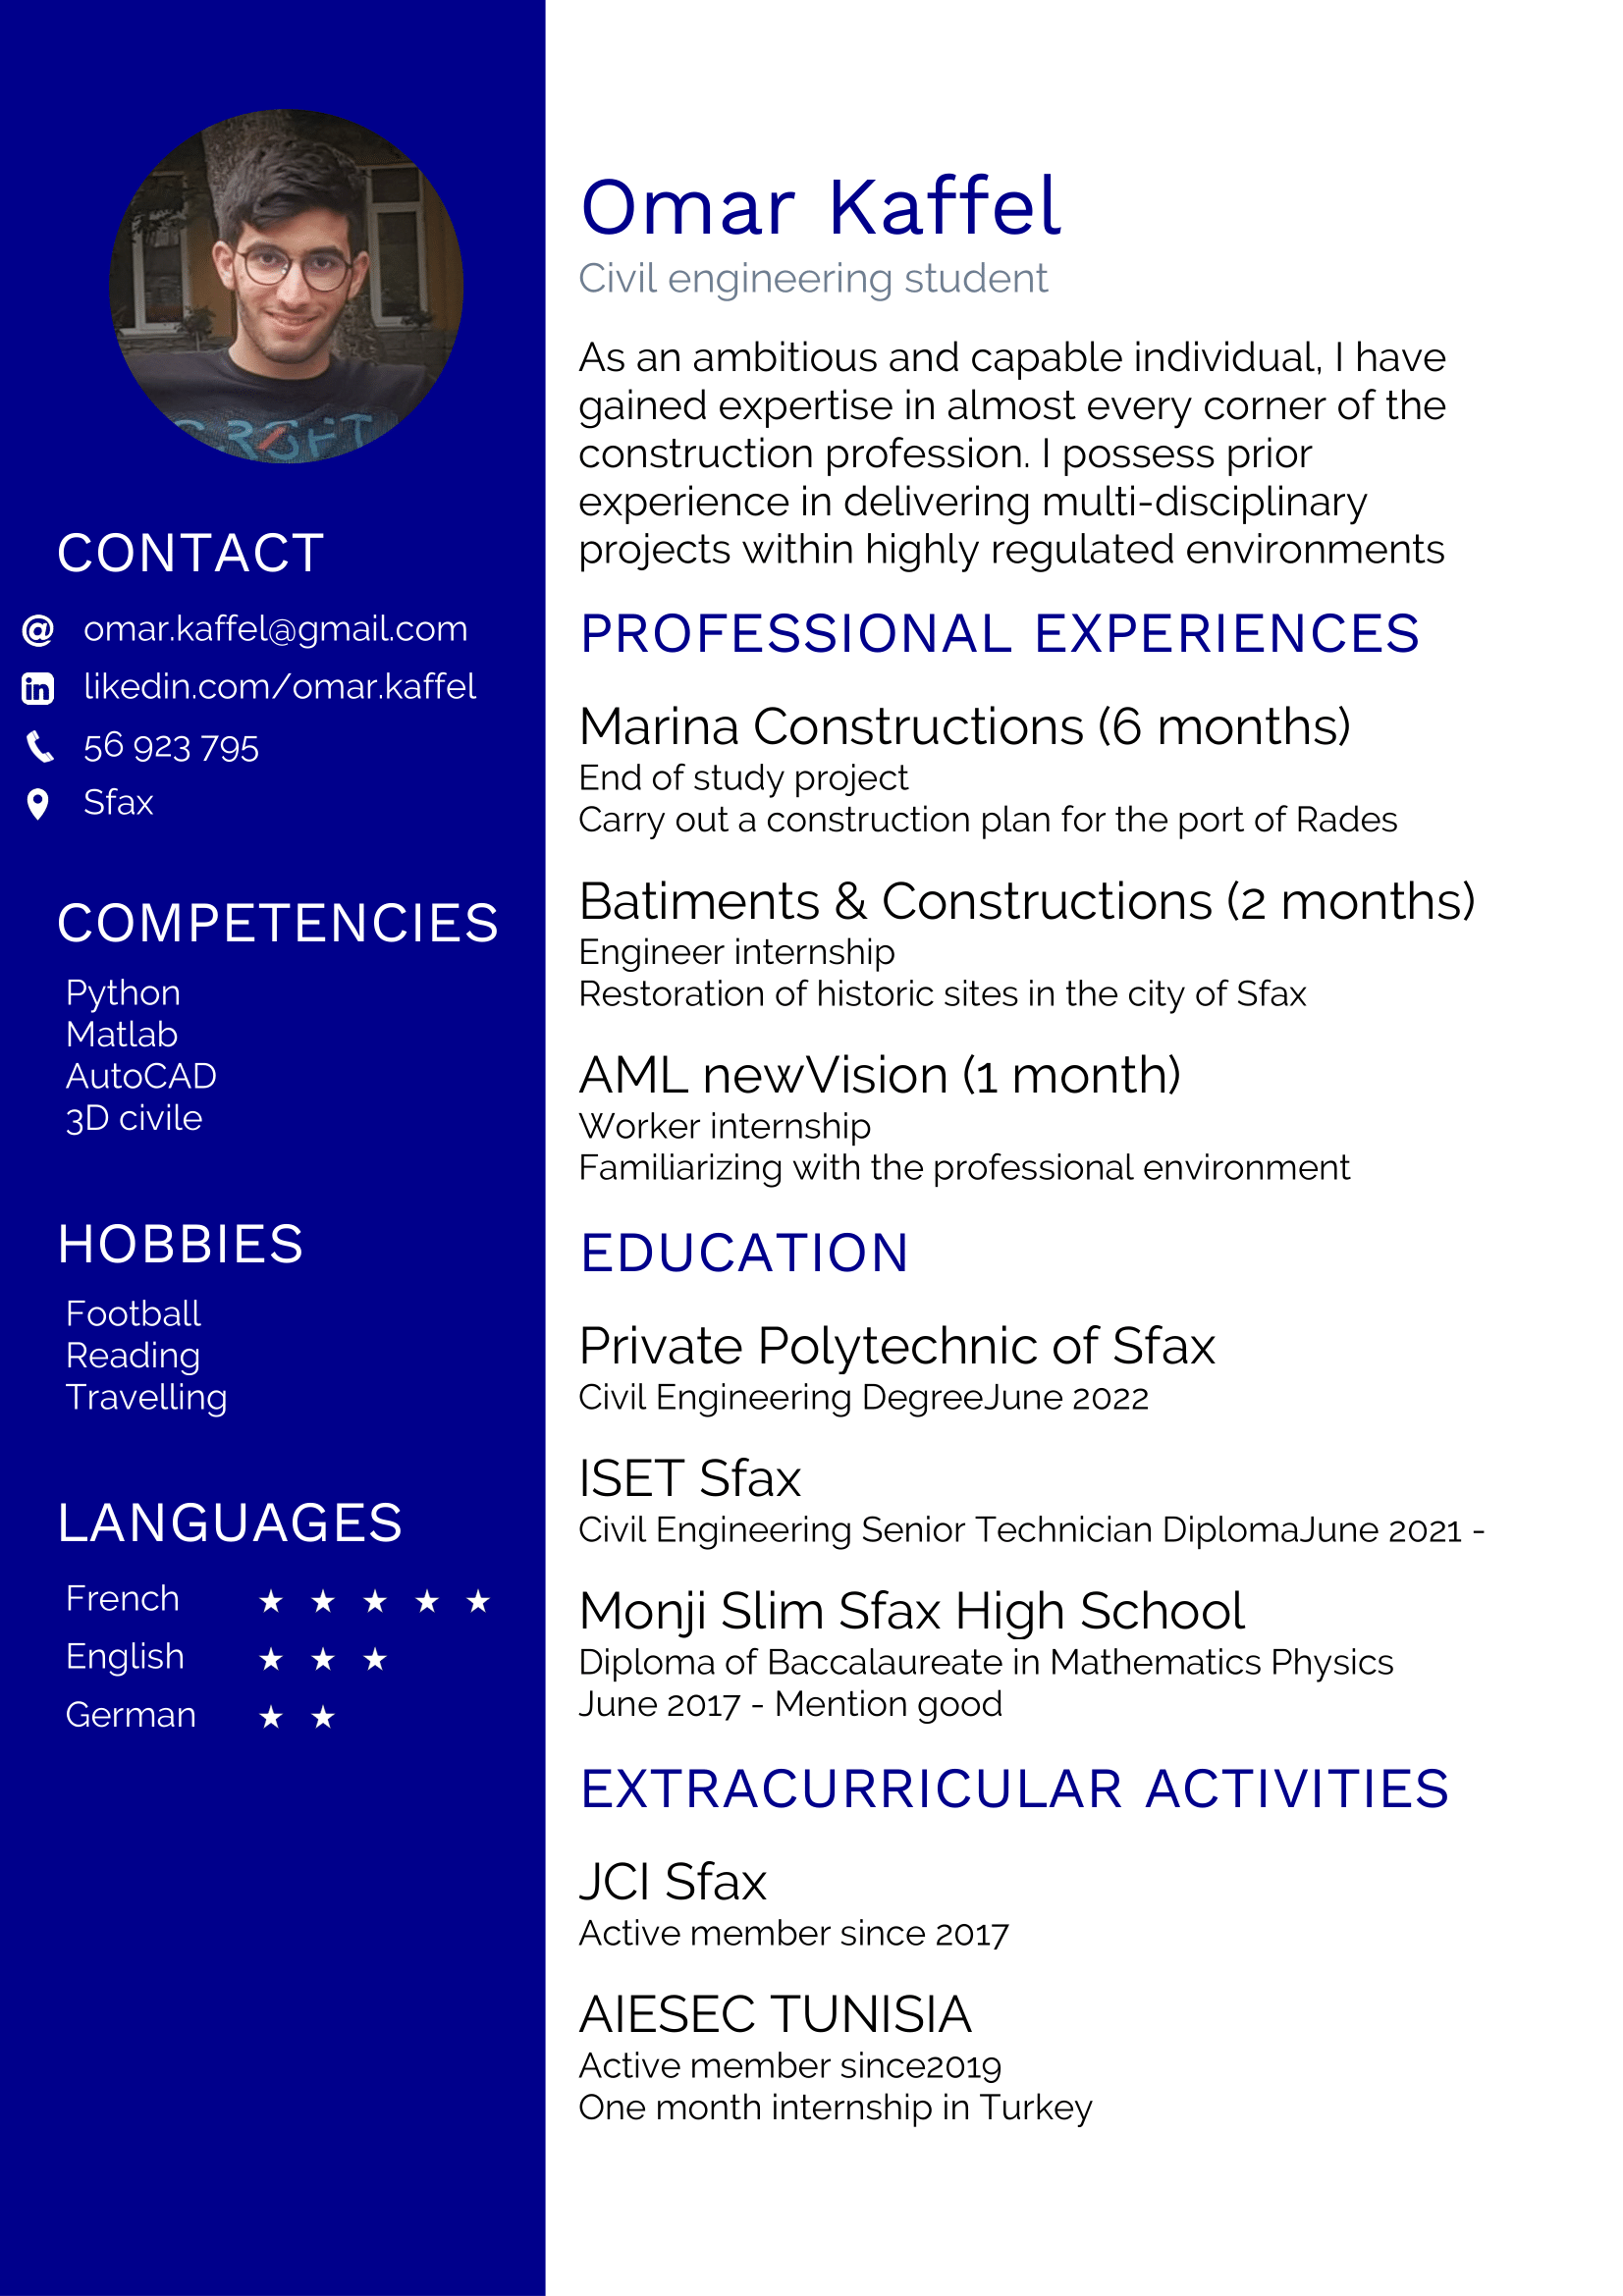 CONTACT
omar.kaffel@gmail.com
likedin.com/omar.kaffel
56 923 795
Sfax
COMPETENCIES
Python
Matlab
AutoCAD
3D civile
HOBBIES
Football
Reading
Travelling
LANGUAGES
French ★ ★ ★ ★ ★
English ★ ★ ★
German ★ ★
Omar Kaffel
Civil engineering student
As an ambitious and capable individual, I have
gained expertise in almost every corner of the
construction profession. I possess prior
experience in delivering multi-disciplinary
projects within highly regulated environments
PROFESSIONAL EXPERIENCES
Marina Constructions (6 months)
End of study project
Carry out a construction plan for the port of Rades
Batiments & Constructions (2 months)
Engineer internship
Restoration of historic sites in the city of Sfax
AML newVision (1 month)
Worker internship
Familiarizing with the professional environment
EDUCATION
Private Polytechnic of Sfax
Civil Engineering DegreeJune 2022
ISET Sfax
Civil Engineering Senior Technician DiplomaJune 2021 -
Monji Slim Sfax High School
Diploma of Baccalaureate in Mathematics Physics
June 2017 - Mention good
EXTRACURRICULAR ACTIVITIES
JCI Sfax
Active member since 2017
AIESEC TUNISIA
Active member since2019
One month internship in Turkey